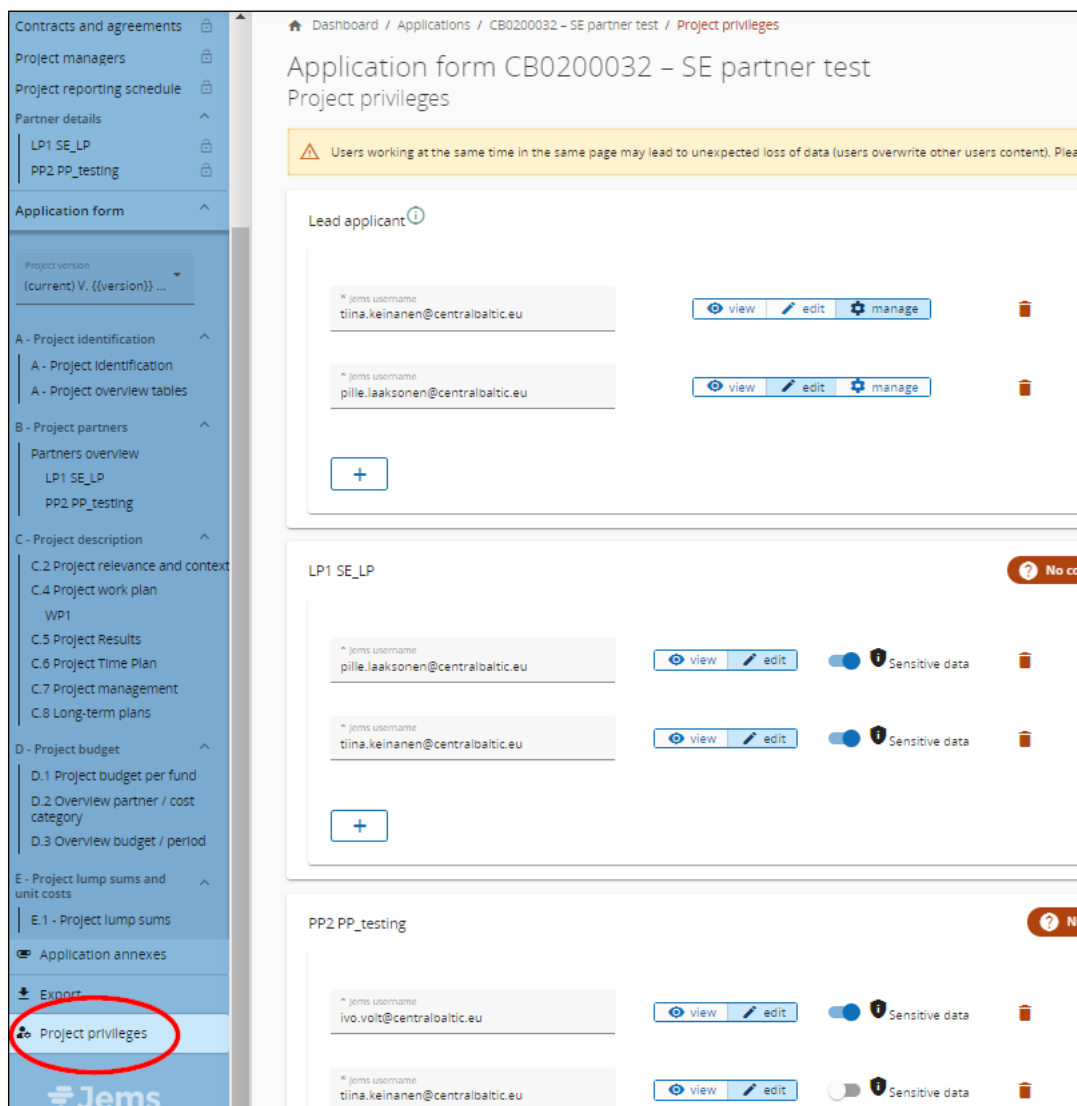 Contracts and agreements
Project managers
Project reporting schedule
Partner details
LP1 SE_LP
PP2 PP_testing
Application form
Project version
(current) V. {{version}} ...
A - Project identification
A - Project identification
A - Project overview tables
B - Project partners
Partners overview
LP1 SE_LP
PP2 PP_testing
C - Project description
C.2 Project relevance and context
C.4 Project work plan
WP1
C.5 Project Results
C.6 Project Time Plan
C.7 Project management
C.8 Long-term plans
D - Project budget
D.1 Project budget per fund
D.2 Overview partner / cost
category
D.3 Overview budget / period
E - Project lump sums and
unit costs
E.1 - Project lump sums
Application annexes
Export
Project privileges
Jems
Dashboard / Applications / CB0200032 – SE partner test / Project privileges
Application form CB0200032 – SE partner test
Project privileges
Users working at the same time in the same page may lead to unexpected loss of data (users overwrite other users content). Plea
Lead applicant
* Jems username
tiina.keinanen@centralbaltic.eu
view edit manage
* Jems username
pille.laaksonen@centralbaltic.eu
view edit manage
+
LP1 SE_LP
No co
* Jems username
pille.laaksonen@centralbaltic.eu
view edit Sensitive data
* Jems username
tiina.keinanen@centralbaltic.eu
view edit Sensitive data
+
PP2 PP_testing
N
* Jems username
ivo.volt@centralbaltic.eu
view edit Sensitive data
* Jems username
tiina.keinanen@centralbaltic.eu
view edit Sensitive data